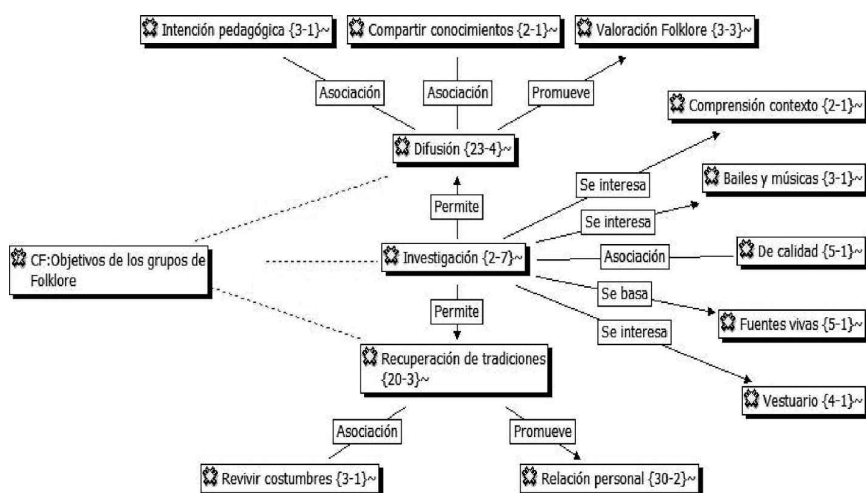 Intención pedagógica {3-1}~
Compartir conocimientos {2-1}~
Valoración Folklore {3-3}~
Asociación
Asociación
Promueve
Comprensión contexto {2-1}~
Difusión {23-4}~
Se interesa
Bailes y músicas {3-1}~
Permite
Se interesa
CF:Objetivos de los grupos de
Folklore
Investigación {2-7}~
Asociación
De calidad {5-1}~
Se basa
Permite
Fuentes vivas {5-1}~
Se interesa
Recuperación de tradiciones
{20-3}~
Vestuario {4-1}~
Asociación
Promueve
Revivir costumbres {3-1}~
Relación personal {30-2}~